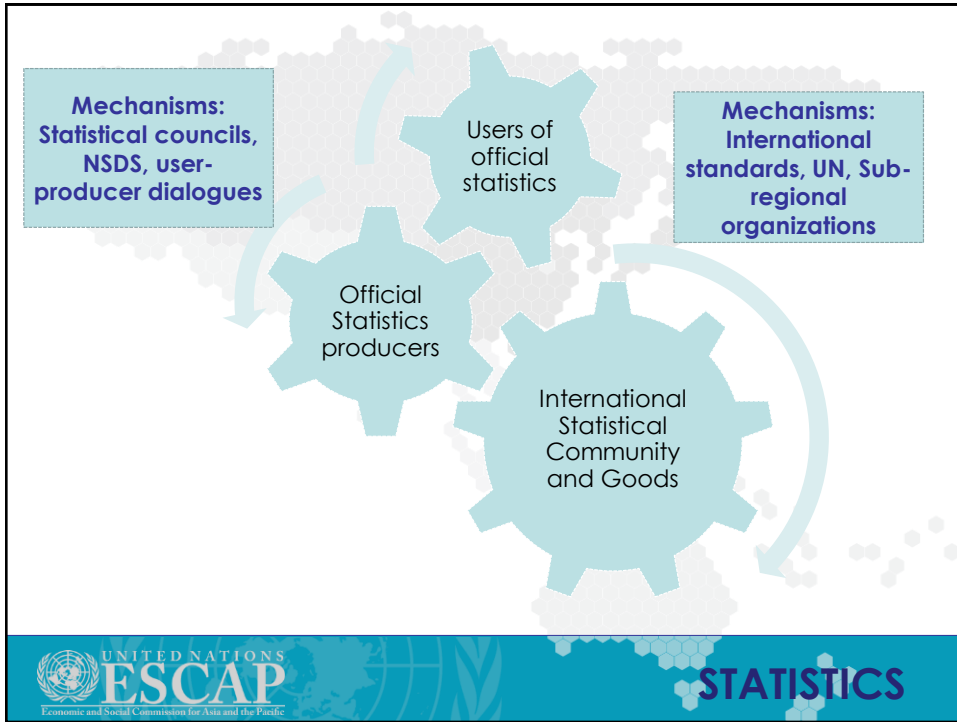 Mechanisms:
Statistical councils,
NSDS, user-
producer dialogues
Users of
official
statistics
Mechanisms:
International
standards, UN, Sub-
regional
organizations
Official
Statistics
producers
International
Statistical
Community
and Goods
UNITED NATIONS
ESCAP
Economic and Social Commission for Asia and the Pacific
STATISTICS